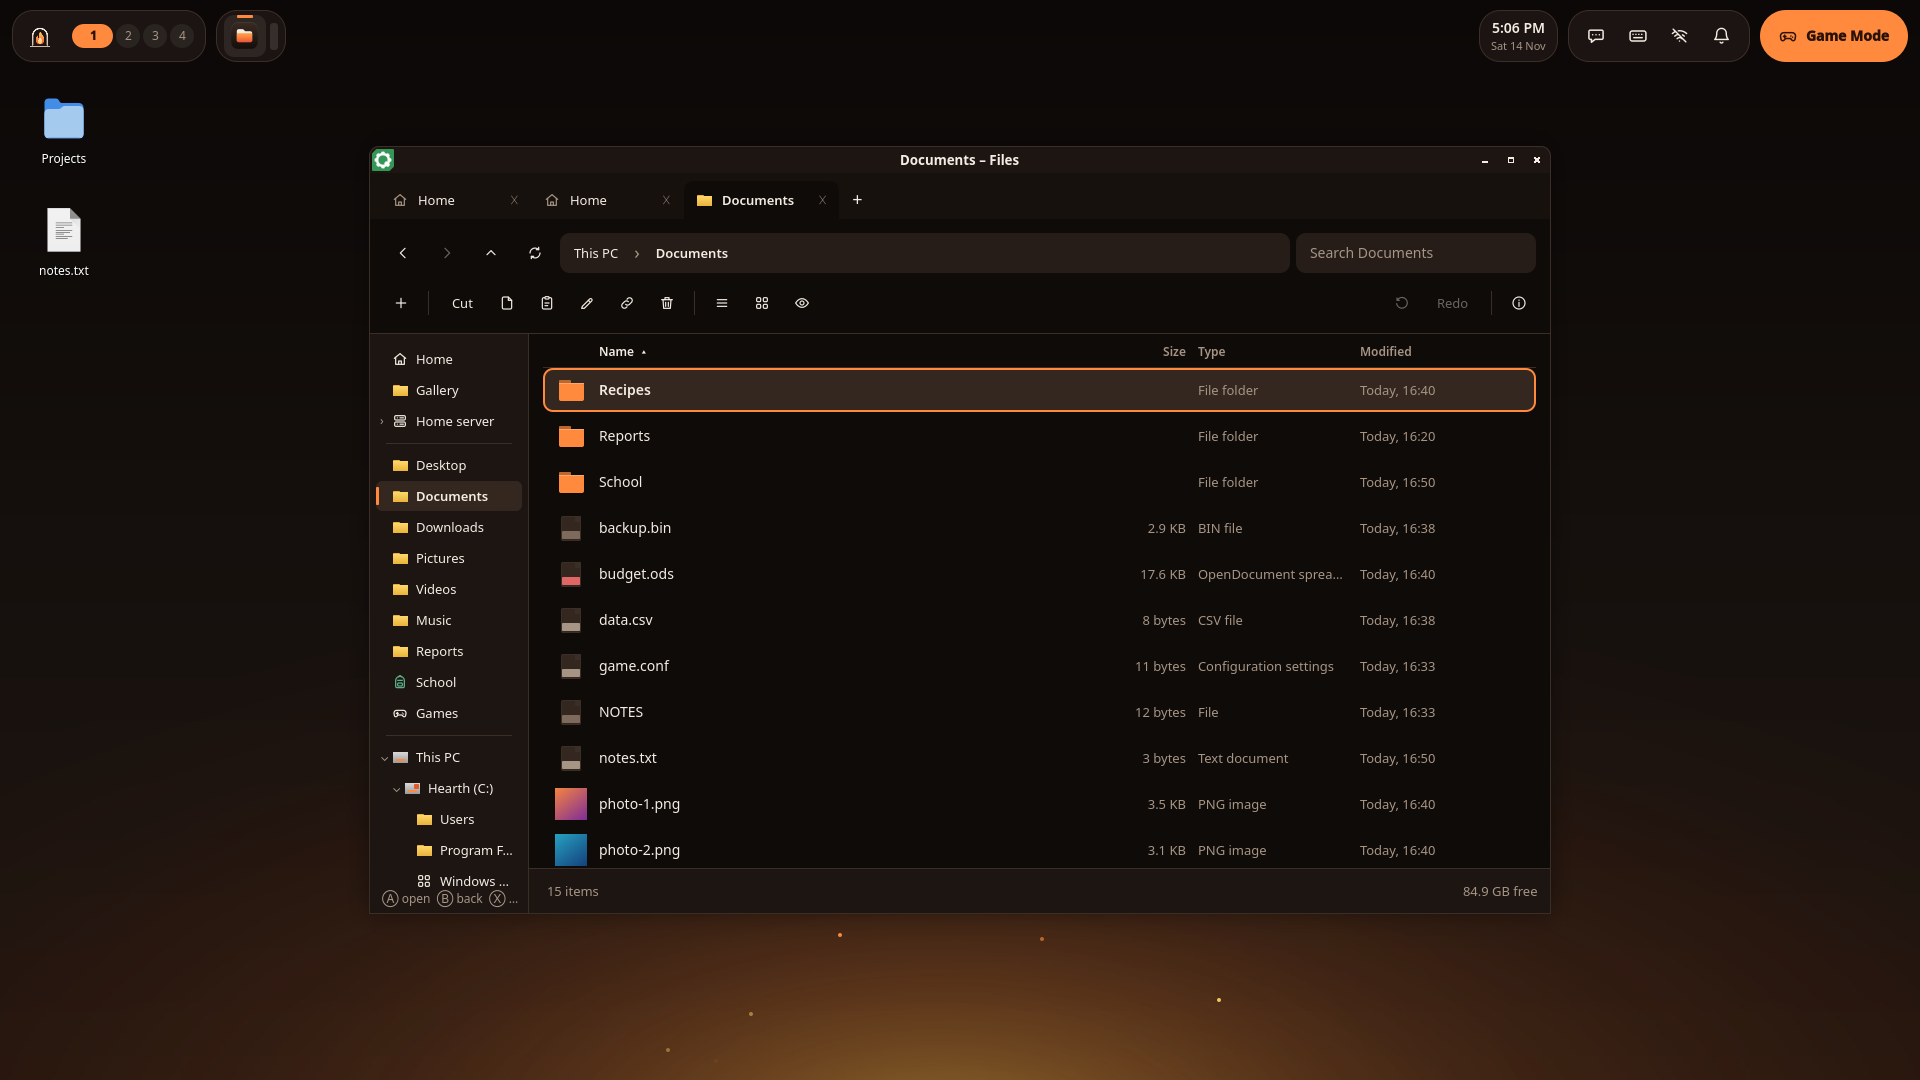 1 2 3 4
5:06 PM
Sat 14 Nov
Game Mode
Projects
notes.txt
Documents – Files
Home X Home X Documents X +
This PC › Documents
Search Documents
Cut
Redo
Home
Gallery
Home server
Desktop
Documents
Downloads
Pictures
Videos
Music
Reports
School
Games
This PC
Hearth (C:)
Users
Program F...
Windows ...
A open B back X ...
Name Size Type Modified
Recipes File folder Today, 16:40
Reports File folder Today, 16:20
School File folder Today, 16:50
backup.bin 2.9 KB BIN file Today, 16:38
budget.ods 17.6 KB OpenDocument sprea... Today, 16:40
data.csv 8 bytes CSV file Today, 16:38
game.conf 11 bytes Configuration settings Today, 16:33
NOTES 12 bytes File Today, 16:33
notes.txt 3 bytes Text document Today, 16:50
photo-1.png 3.5 KB PNG image Today, 16:40
photo-2.png 3.1 KB PNG image Today, 16:40
15 items
84.9 GB free